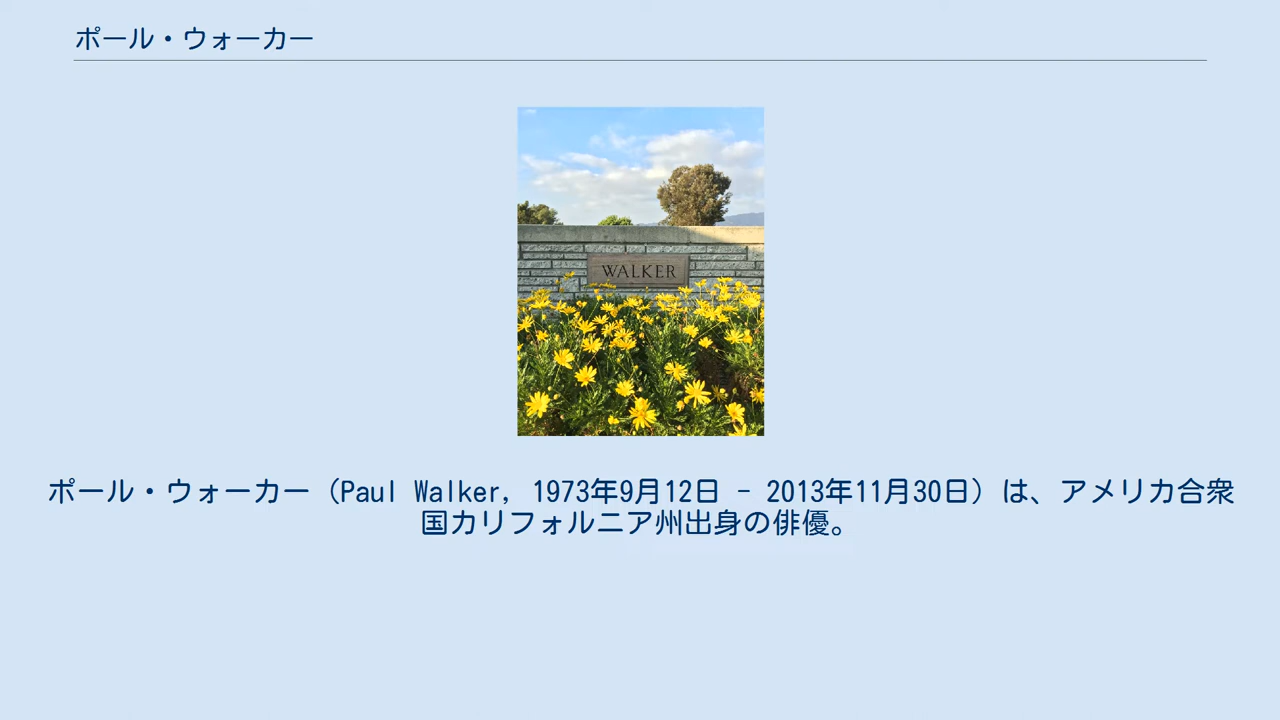 ポール・ウォーカー
WALKER
ポール・ウォーカー（Paul Walker, 1973年9月12日 - 2013年11月30日）は、アメリカ合衆
国カリフォルニア州出身の俳優。